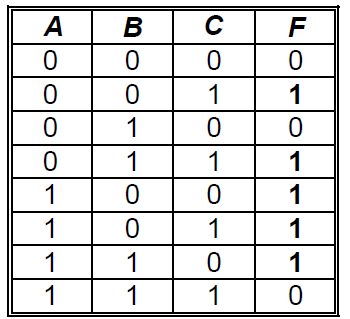 A B C F
0 0 0 0
0 0 1 1
0 1 0 0
0 1 1 1
1 0 0 1
1 0 1 1
1 1 0 1
1 1 1 0